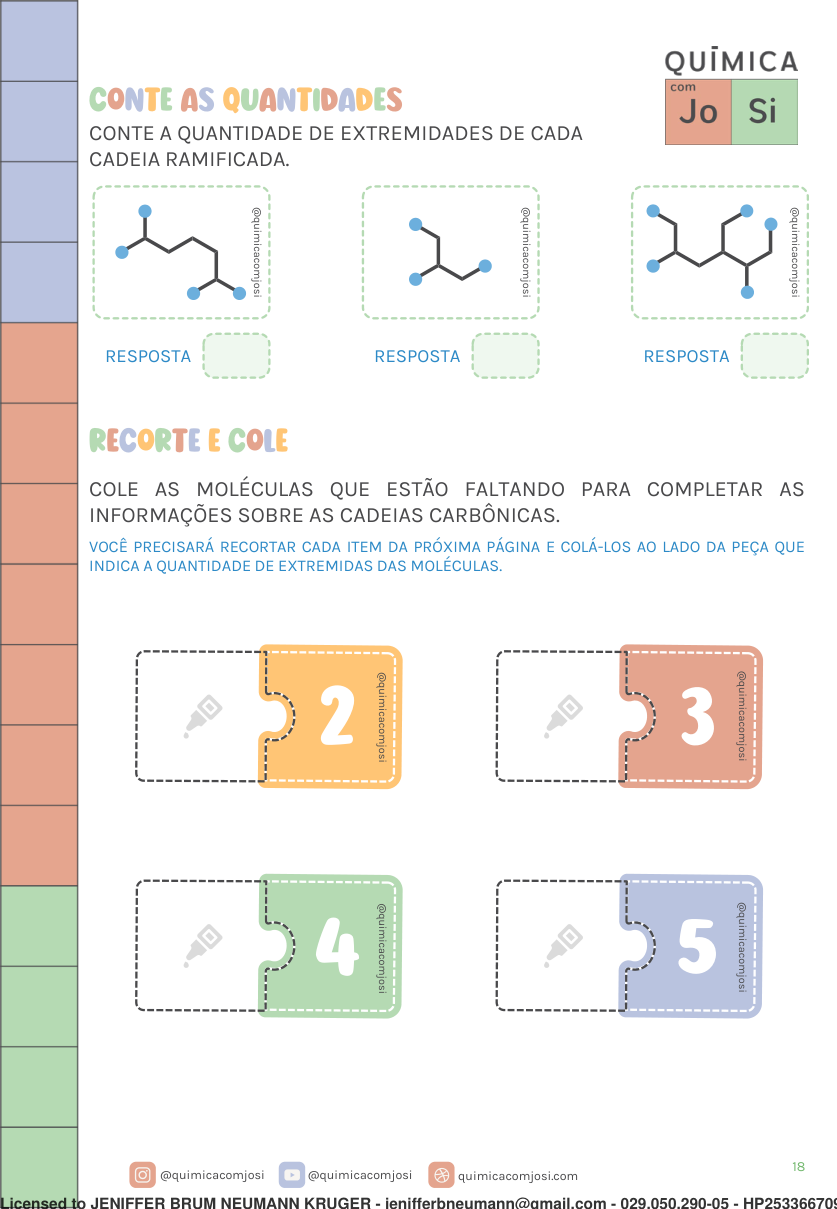 QUÍMICA
com
Jo Si
CONTE AS QUANTIDADES
CONTE A QUANTIDADE DE EXTREMIDADES DE CADA
CADEIA RAMIFICADA.
@quimicacomjosi
@quimicacomjosi
@quimicacomjosi
RESPOSTA
RESPOSTA
RESPOSTA
RECORTE E COLE
COLE AS MOLÉCULAS QUE ESTÃO FALTANDO PARA COMPLETAR AS
INFORMAÇÕES SOBRE AS CADEIAS CARBÔNICAS.
VOCÊ PRECISARÁ RECORTAR CADA ITEM DA PRÓXIMA PÁGINA E COLÁ-LOS AO LADO DA PEÇA QUE
INDICA A QUANTIDADE DE EXTREMIDAS DAS MOLÉCULAS.
2
@quimicacomjosi
3
@quimicacomjosi
4
@quimicacomjosi
5
@quimicacomjosi
18
@quimicacomjosi
@quimicacomjosi
quimicacomjosi.com
Licensed to JENIFFER BRUM NEUMANN KRUGER - jenifferbneumann@gmail.com - 029.050.290-05 - HP253366709